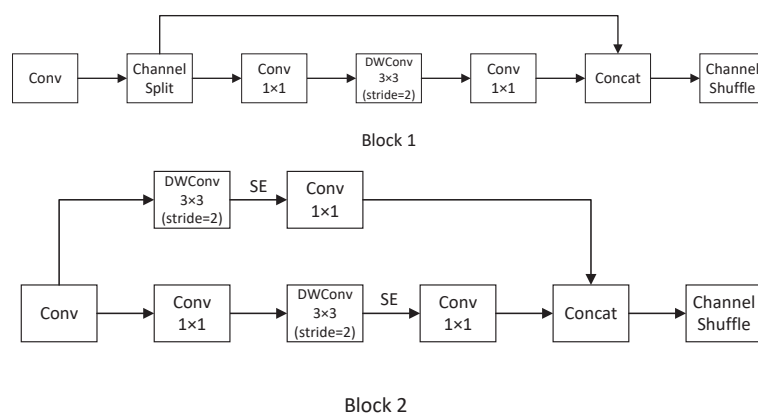 Conv
Channel
Split
Conv
1×1
DWConv
3×3
(stride=2)
Conv
1×1
Concat
Channel
Shuffle
Block 1
DWConv
3×3
(stride=2)
SE
Conv
1×1
Conv
Conv
1×1
DWConv
3×3
(stride=2)
SE
Conv
1×1
Concat
Channel
Shuffle
Block 2